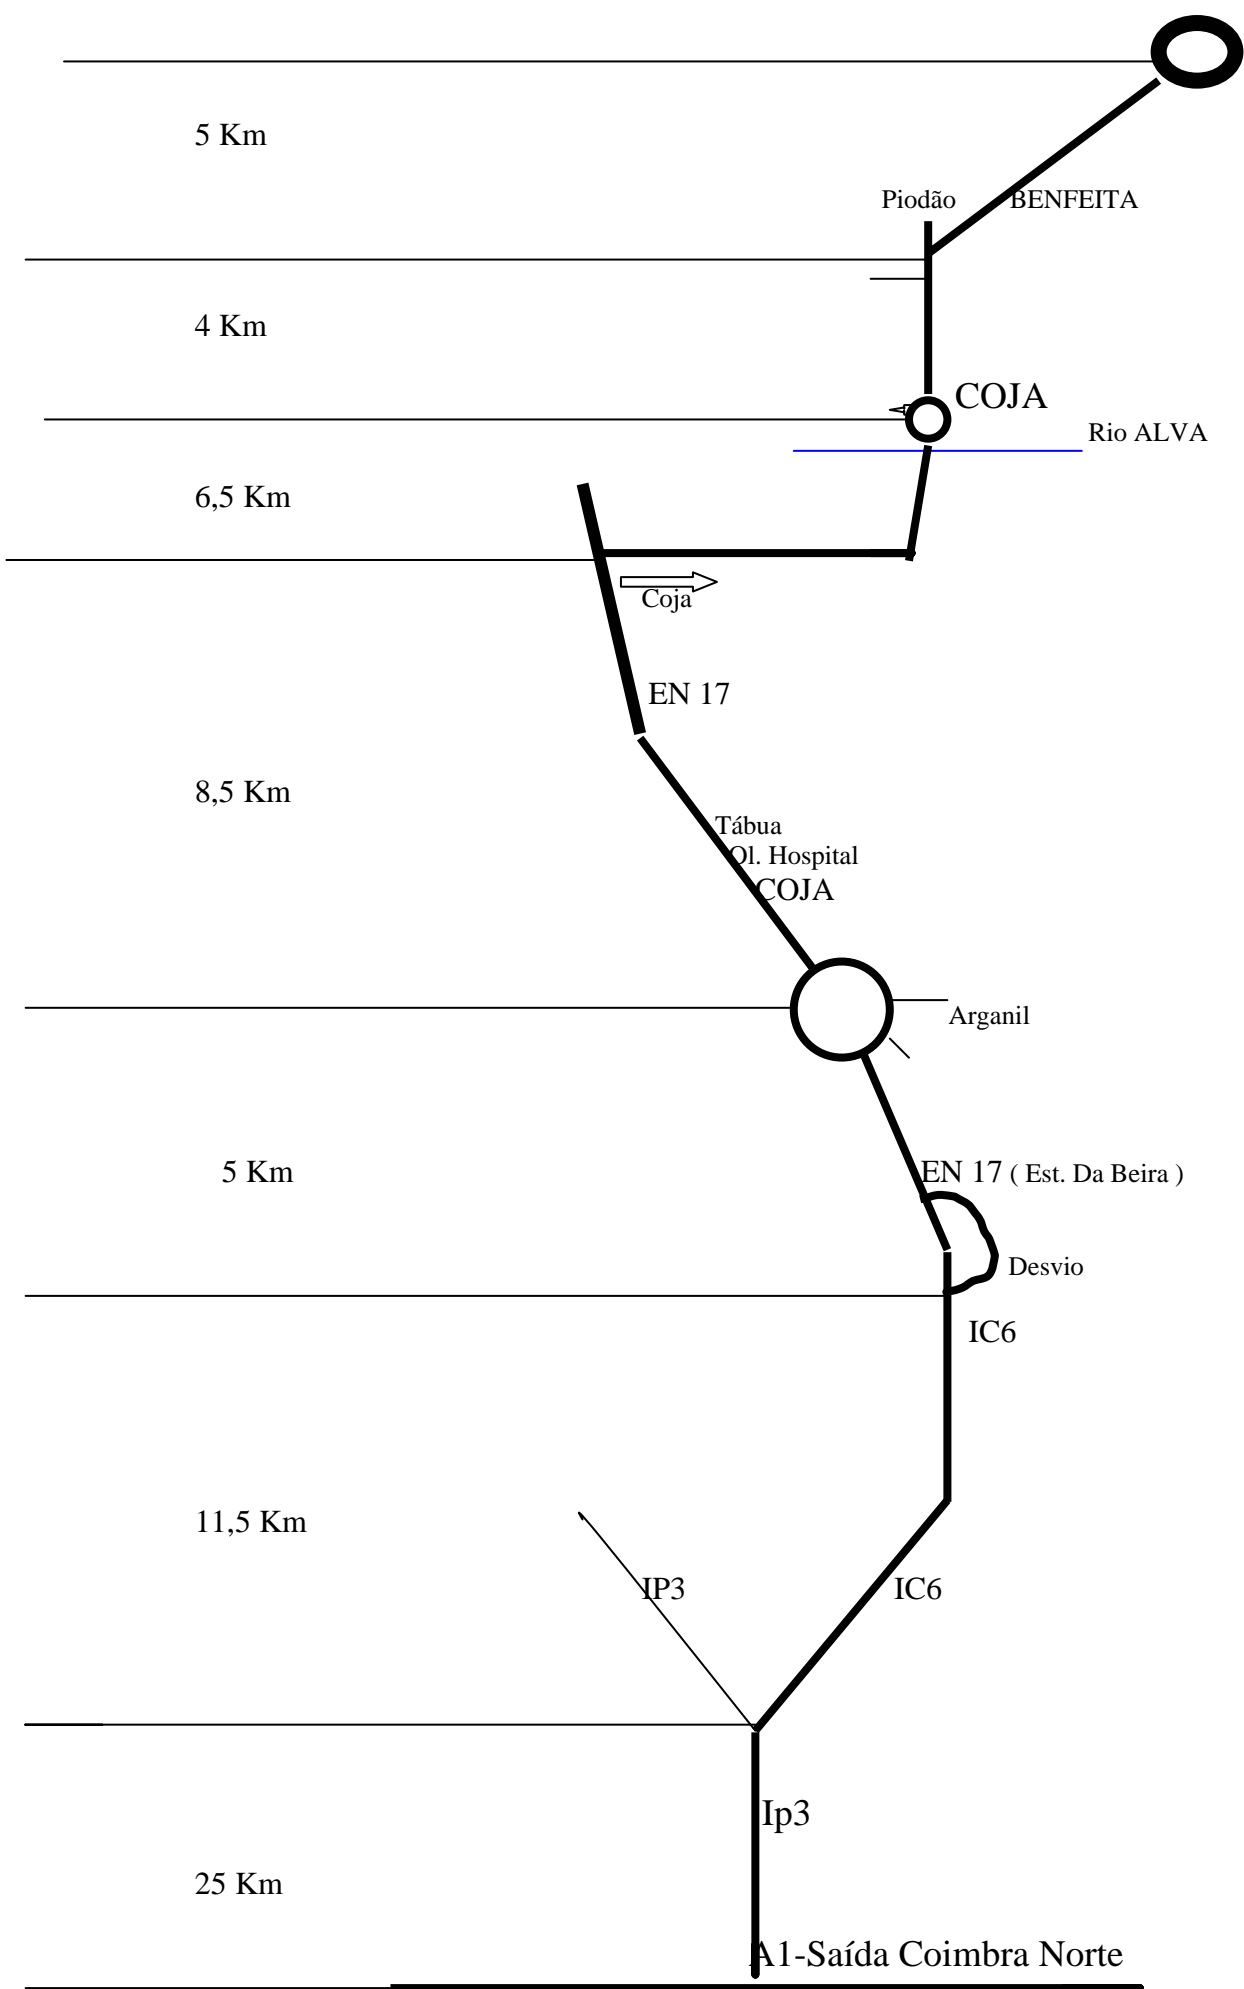 5 Km
Piodão
BENFEITA
4 Km
COJA
Rio ALVA
6,5 Km
Coja
EN 17
8,5 Km
Tábua
Ol. Hospital
COJA
Arganil
5 Km
EN 17 ( Est. Da Beira )
Desvio
IC6
11,5 Km
IP3
IC6
Ip3
25 Km
A1-Saída Coimbra Norte